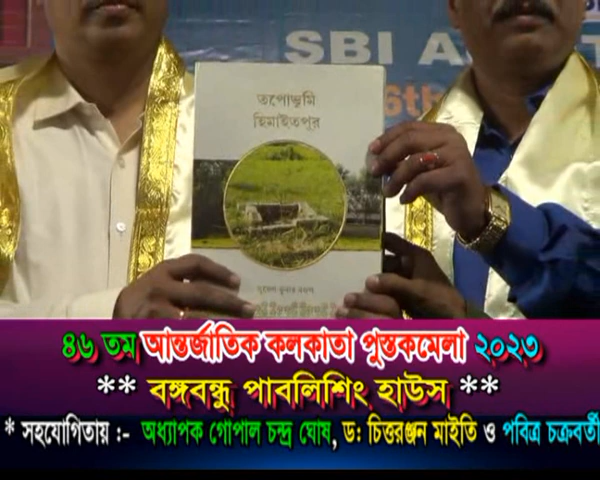 SBI A
6th
তপোভূমি
হিমাইতপুর
৪৬ তম আন্তর্জাতিক কলকাতা পুস্তকমেলা ২০২৩
** বঙ্গবন্ধু পাবলিশিং হাউস **
* সহযোগিতায় :- অধ্যাপক গোপাল চন্দ্র ঘোষ, ড: চিত্তরঞ্জন মাইতি ও পবিত্র চক্রবর্তী